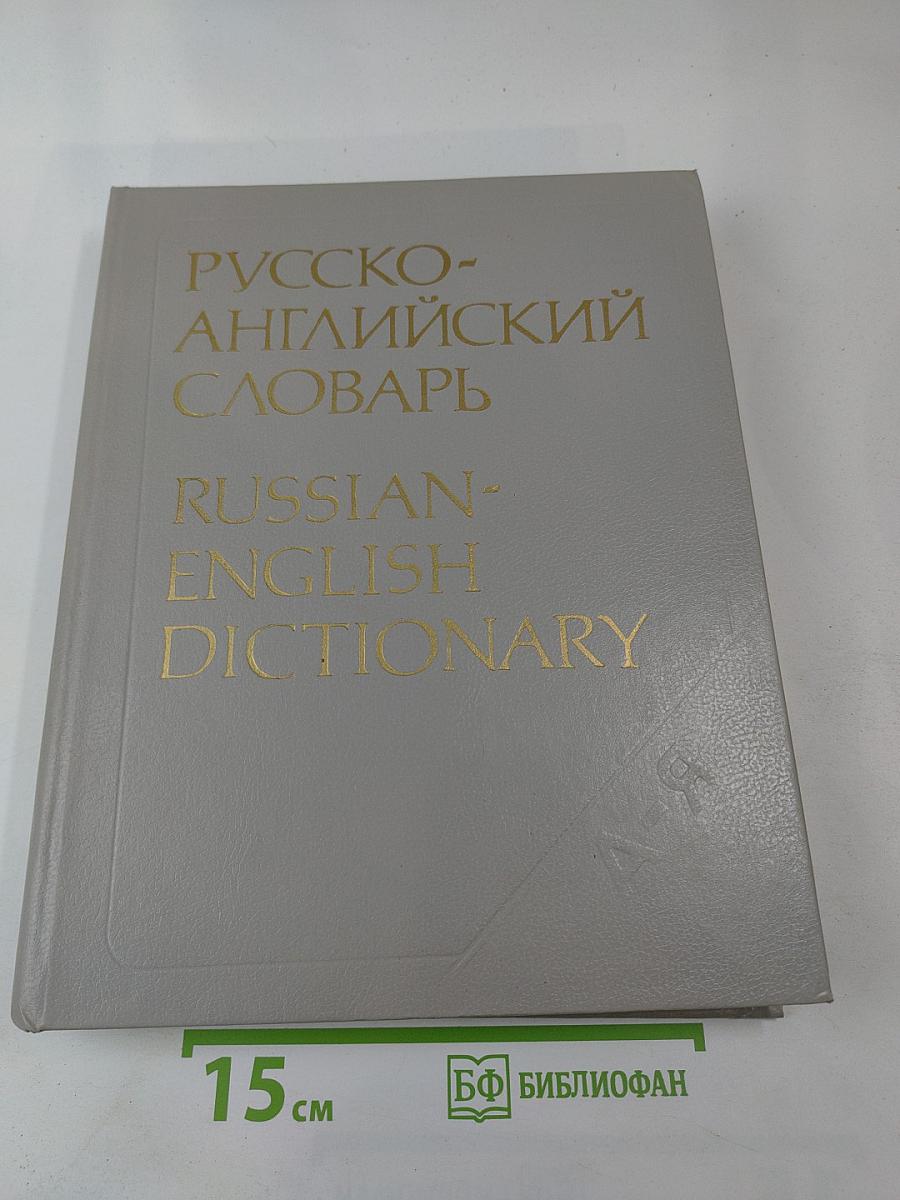 РУССКО-
АНГЛИЙСКИЙ
СЛОВАРЬ
RUSSIAN-
ENGLISH
DICTIONARY
А-Я
15 см
БФ БИБЛИОФАН